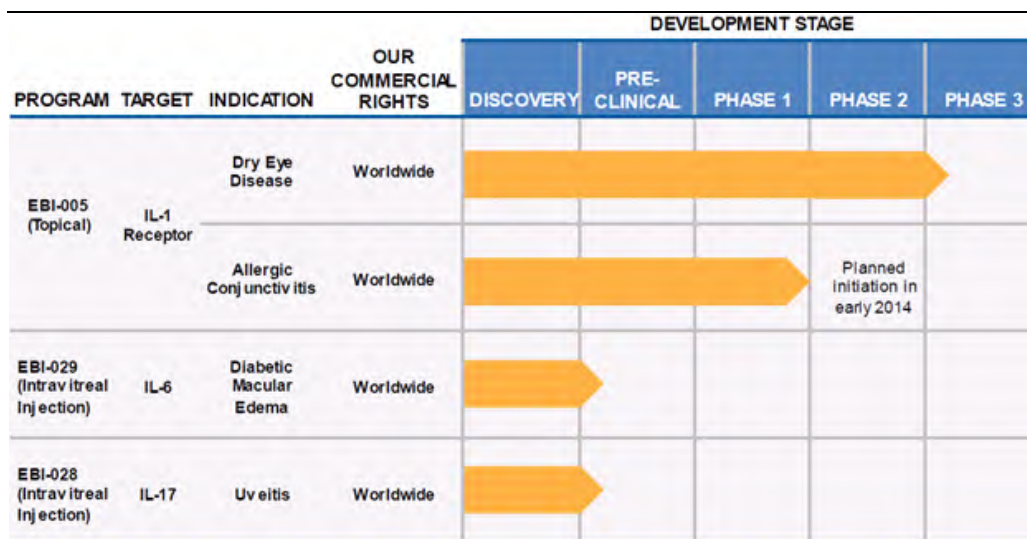 DEVELOPMENT STAGE
PROGRAM TARGET INDICATION OUR
COMMERCIAL
RIGHTS DISCOVERY PRE-
CLINICAL PHASE 1 PHASE 2 PHASE 3
EBI-005
(Topical)
IL-1
Receptor
Dry Eye
Disease
Worldwide
Allergic
Conjunctivitis
Worldwide
Planned
initiation in
early 2014
EBI-029
(Intravitreal
Injection)
IL-6
Diabetic
Macular
Edema
Worldwide
EBI-028
(Intravitreal
Injection)
IL-17
Uveitis
Worldwide